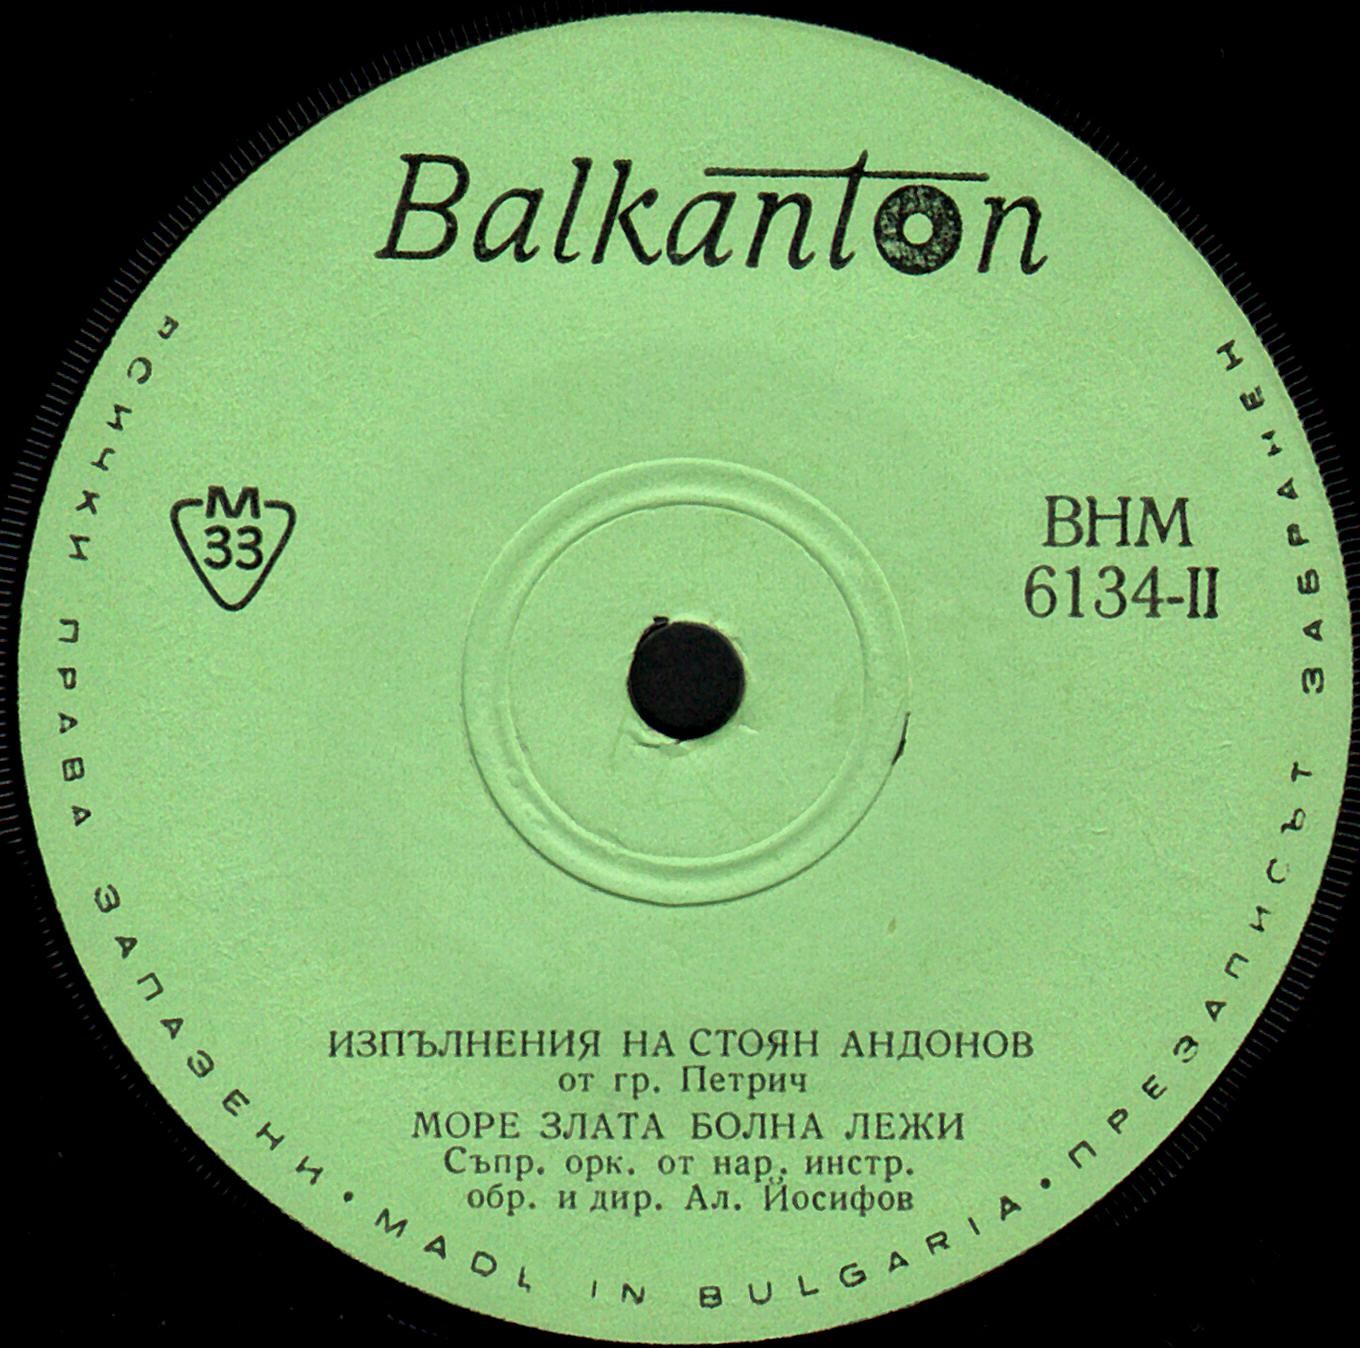 Balkanton
M
33
ВНМ
6134-II
ИЗПЪЛНЕНИЯ НА СТОЯН АНДОНОВ
от гр. Петрич
МОРЕ ЗЛАТА БОЛНА ЛЕЖИ
Съпр. орк. от нар. инстр.
обр. и дир. Ал. Йосифов
ВСИЧКИ ПРАВА ЗАПАЗЕНИ • MADE IN BULGARIA • ПРЕЗАПИСЪТ ЗАБРАНЕН